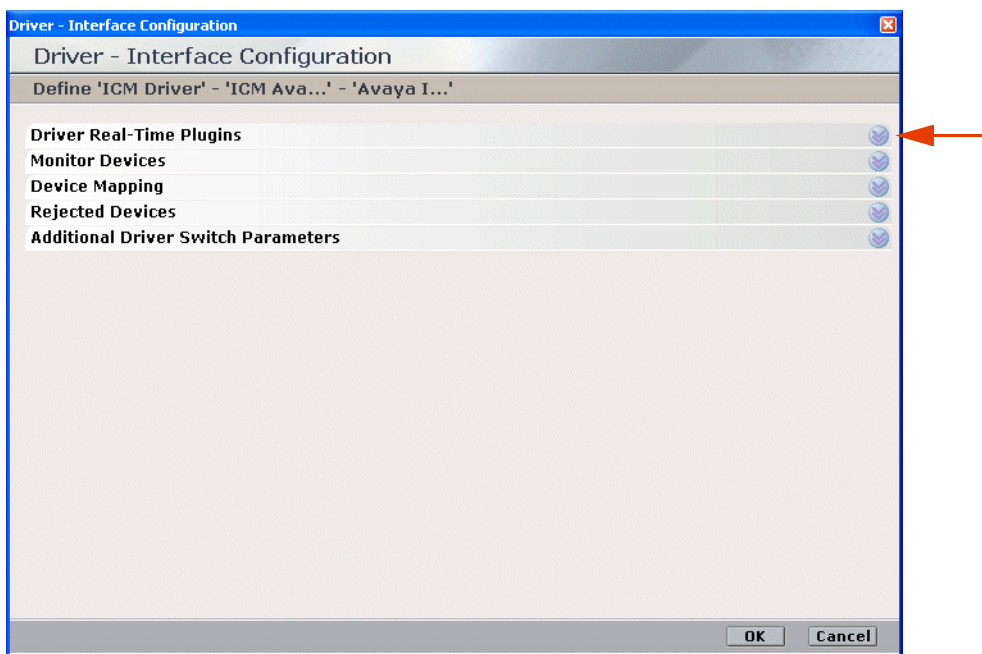 Driver - Interface Configuration
Driver - Interface Configuration
Define 'ICM Driver' - 'ICM Ava...' - 'Avaya I...'
Driver Real-Time Plugins
Monitor Devices
Device Mapping
Rejected Devices
Additional Driver Switch Parameters
OK Cancel